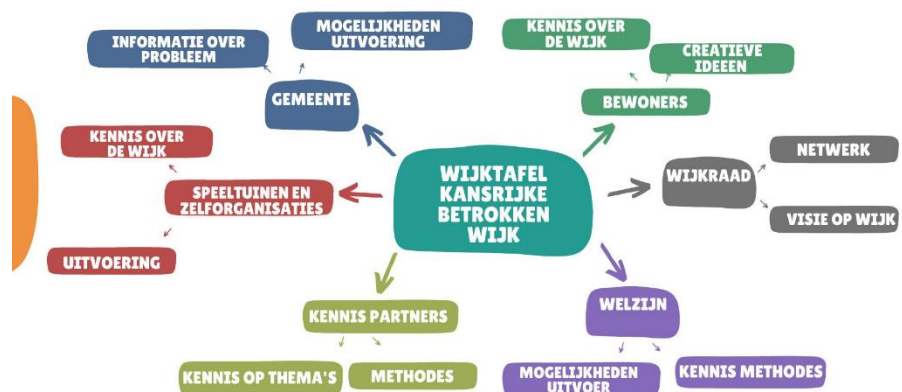 MOGELIJKHEDEN
UITVOERING
INFORMATIE OVER
PROBLEEM
GEMEENTE
KENNIS OVER
DE WIJK
CREATIEVE
IDEEEN
BEWONERS
KENNIS OVER
DE WIJK
SPEELTUINEN EN
ZELFORGANISATIES
UITVOERING
WIJKTAFEL
KANSRIJKE
BETROKKEN
WIJK
WIJKRAAD
NETWERK
VISIE OP WIJK
KENNIS PARTNERS
KENNIS OP THEMA'S
METHODES
WELZIJN
MOGELIJKHEDEN
UITVOER
KENNIS METHODES